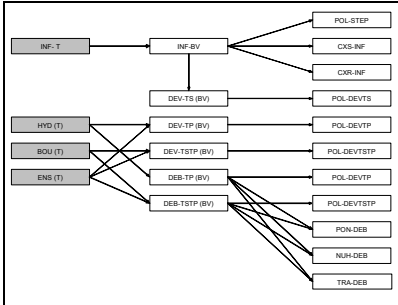 POL-STEP
INF- T
INF-BV
CXS-INF
CXR-INF
DEV-TS (BV)
POL-DEVTS
HYD (T)
DEV-TP (BV)
POL-DEVTP
BOU (T)
DEV-TSTP (BV)
POL-DEVTSTP
ENS (T)
DEB-TP (BV)
POL-DEVTP
DEB-TSTP (BV)
POL-DEVTSTP
PON-DEB
NUH-DEB
TRA-DEB